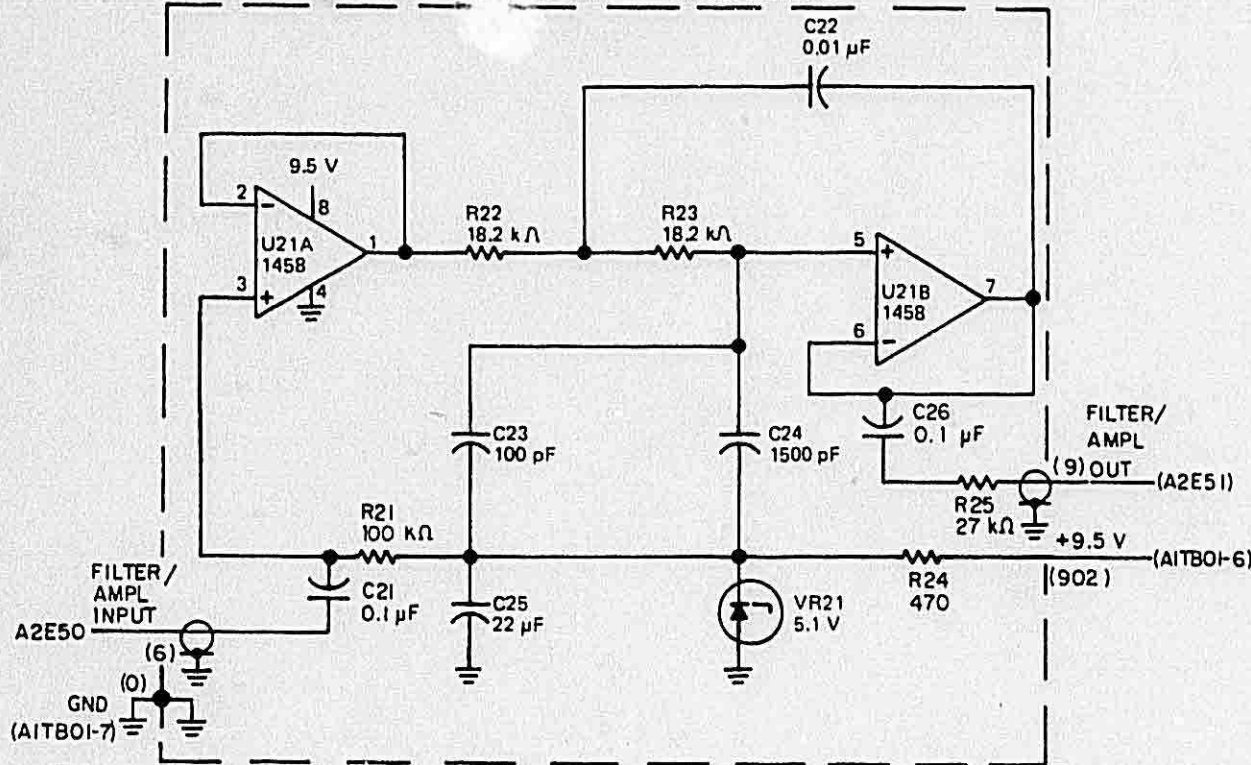 C22
0.01 µF
9.5 V
2
8
−
U21A
1458
1
3
+
4
R22
18.2 kΩ
R23
18.2 kΩ
5
+
U21B
1458
7
6
−
C23
100 pF
C24
1500 pF
C26
0.1 µF
FILTER/
AMPL
(9) OUT
(A2E51)
R25
27 kΩ
R21
100 kΩ
+9.5 V
(A1TB01-6)
(902)
R24
470
FILTER/
AMPL
INPUT
C21
0.1 µF
C25
22 µF
VR21
5.1 V
A2E50
(6)
(0)
GND
(A1TB01-7)